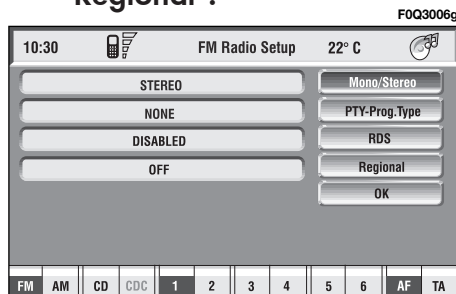 Regional".
F0Q3006g
10:30 FM Radio Setup 22° C
STEREO Mono/Stereo
NONE PTY-Prog.Type
DISABLED RDS
OFF Regional
OK
FM AM CD CDC 1 2 3 4 5 6 AF TA